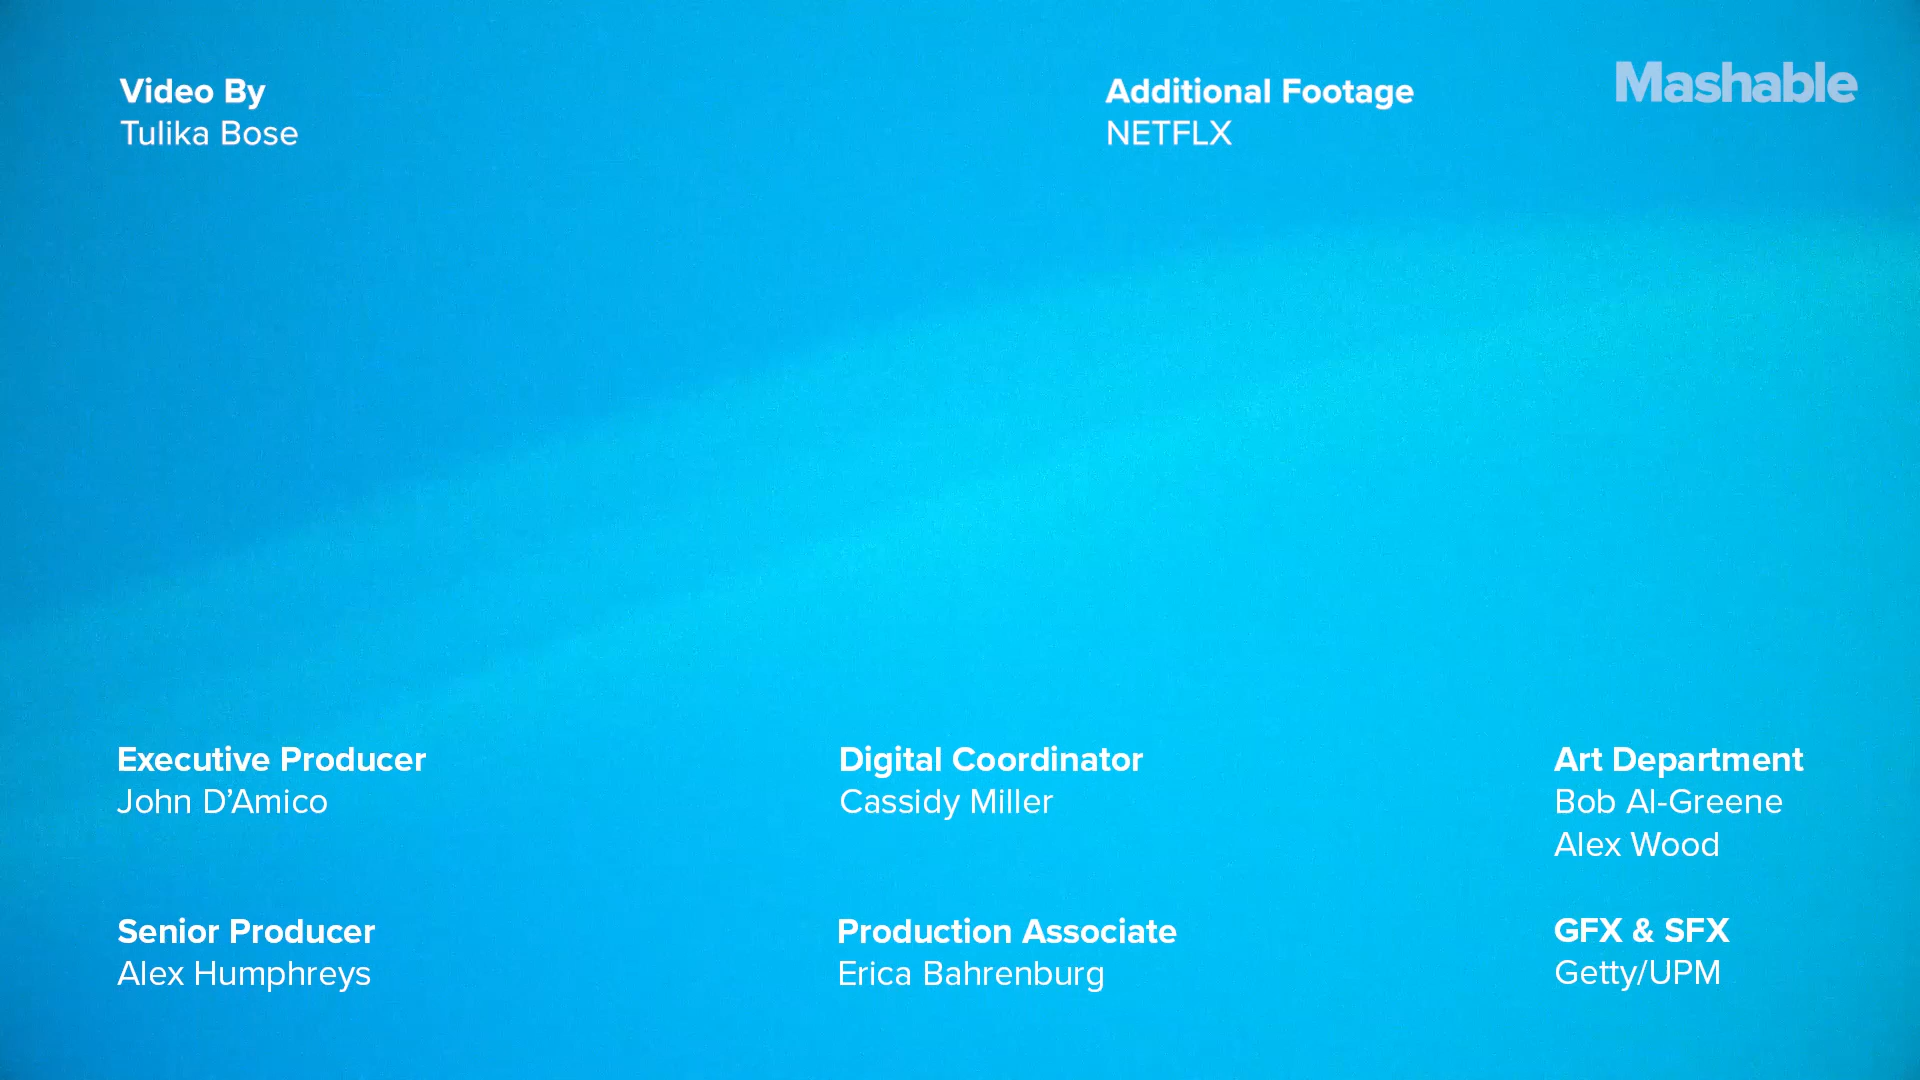 Video By
Tulika Bose
Additional Footage
NETFLX
Mashable
Executive Producer
John D’Amico
Digital Coordinator
Cassidy Miller
Art Department
Bob Al-Greene
Alex Wood
Senior Producer
Alex Humphreys
Production Associate
Erica Bahrenburg
GFX & SFX
Getty/UPM